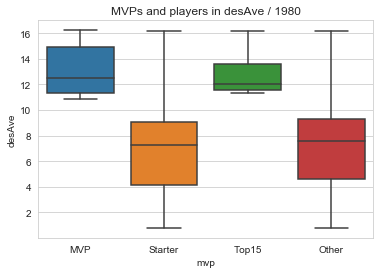 MVPs and players in desAve / 1980
16
14
12
10
8
6
4
2
desAve
MVP Starter Top15 Other
mvp